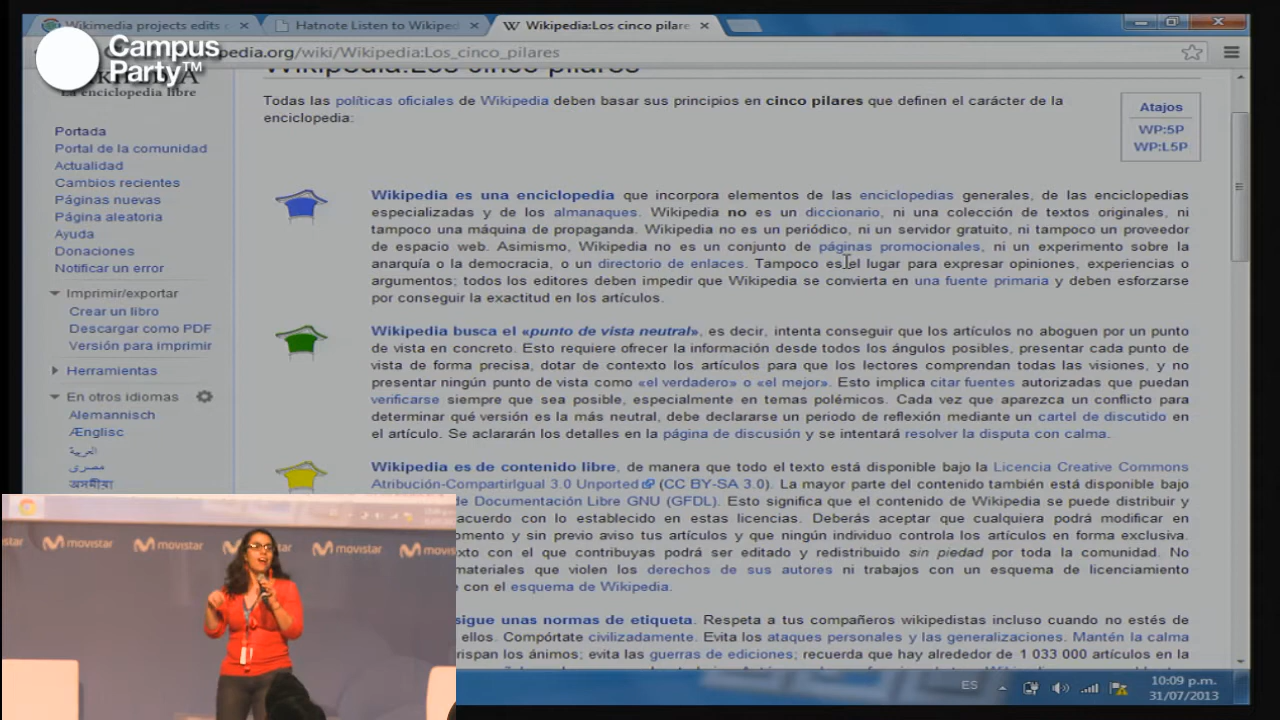 Wikimedia projects edits
Hatnote Listen to Wikiped
Wikipedia:Los cinco pilare
Campus
Party™
pedia.org/wiki/Wikipedia:Los_cinco_pilares
Wikipedia:Los cinco pilares
La enciclopedia libre
Portada
Portal de la comunidad
Actualidad
Cambios recientes
Páginas nuevas
Página aleatoria
Ayuda
Donaciones
Notificar un error
Imprimir/exportar
Crear un libro
Descargar como PDF
Versión para imprimir
Herramientas
En otros idiomas
Alemannisch
Ænglisc
العربية
مصرى
অসমীয়া
Todas las políticas oficiales de Wikipedia deben basar sus principios en cinco pilares que definen el carácter de la
enciclopedia:
Atajos
WP:5P
WP:L5P
Wikipedia es una enciclopedia que incorpora elementos de las enciclopedias generales, de las enciclopedias
especializadas y de los almanaques. Wikipedia no es un diccionario, ni una colección de textos originales, ni
tampoco una máquina de propaganda. Wikipedia no es un periódico, ni un servidor gratuito, ni tampoco un proveedor
de espacio web. Asimismo, Wikipedia no es un conjunto de páginas promocionales, ni un experimento sobre la
anarquía o la democracia, o un directorio de enlaces. Tampoco es el lugar para expresar opiniones, experiencias o
argumentos; todos los editores deben impedir que Wikipedia se convierta en una fuente primaria y deben esforzarse
por conseguir la exactitud en los artículos.
Wikipedia busca el «punto de vista neutral», es decir, intenta conseguir que los artículos no aboguen por un punto
de vista en concreto. Esto requiere ofrecer la información desde todos los ángulos posibles, presentar cada punto de
vista de forma precisa, dotar de contexto los artículos para que los lectores comprendan todas las visiones, y no
presentar ningún punto de vista como «el verdadero» o «el mejor». Esto implica citar fuentes autorizadas que puedan
verificarse siempre que sea posible, especialmente en temas polémicos. Cada vez que aparezca un conflicto para
determinar qué versión es la más neutral, debe declararse un periodo de reflexión mediante un cartel de discutido en
el artículo. Se aclararán los detalles en la página de discusión y se intentará resolver la disputa con calma.
Wikipedia es de contenido libre, de manera que todo el texto está disponible bajo la Licencia Creative Commons
Atribución-CompartirIgual 3.0 Unported (CC BY-SA 3.0). La mayor parte del contenido también está disponible bajo
de Documentación Libre GNU (GFDL). Esto significa que el contenido de Wikipedia se puede distribuir y
acuerdo con lo establecido en estas licencias. Deberás aceptar que cualquiera podrá modificar en
omento y sin previo aviso tus artículos y que ningún individuo controla los artículos en forma exclusiva.
xto con el que contribuyas podrá ser editado y redistribuido sin piedad por toda la comunidad. No
materiales que violen los derechos de sus autores ni trabajos con un esquema de licenciamiento
e con el esquema de Wikipedia.
sigue unas normas de etiqueta. Respeta a tus compañeros wikipedistas incluso cuando no estés de
ellos. Compórtate civilizadamente. Evita los ataques personales y las generalizaciones. Mantén la calma
rispan los ánimos; evita las guerras de ediciones; recuerda que hay alrededor de 1 033 000 artículos en la
movistar movistar movistar movistar
ES
10:09 p.m.
31/07/2013